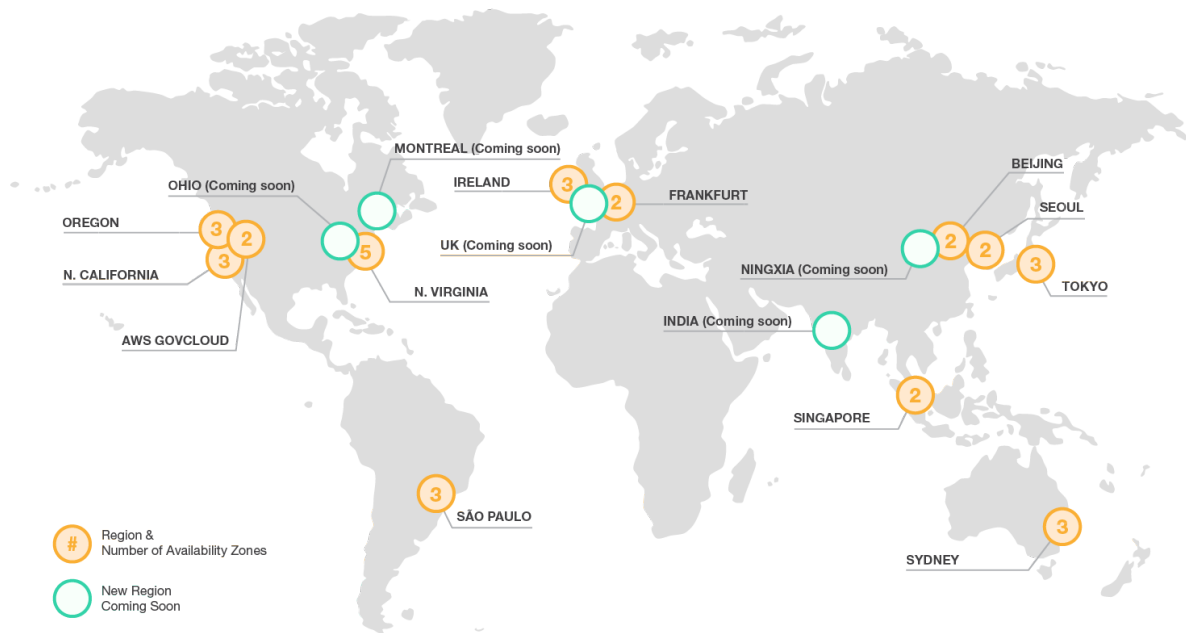 MONTREAL (Coming soon)
OHIO (Coming soon)
OREGON
3
2
3
5
N. CALIFORNIA
N. VIRGINIA
AWS GOVCLOUD
IRELAND
3
2
FRANKFURT
UK (Coming soon)
BEIJING
SEOUL
2
2
3
NINGXIA (Coming soon)
TOKYO
INDIA (Coming soon)
2
SINGAPORE
3
SÃO PAULO
3
SYDNEY
#
Region &
Number of Availability Zones
New Region
Coming Soon